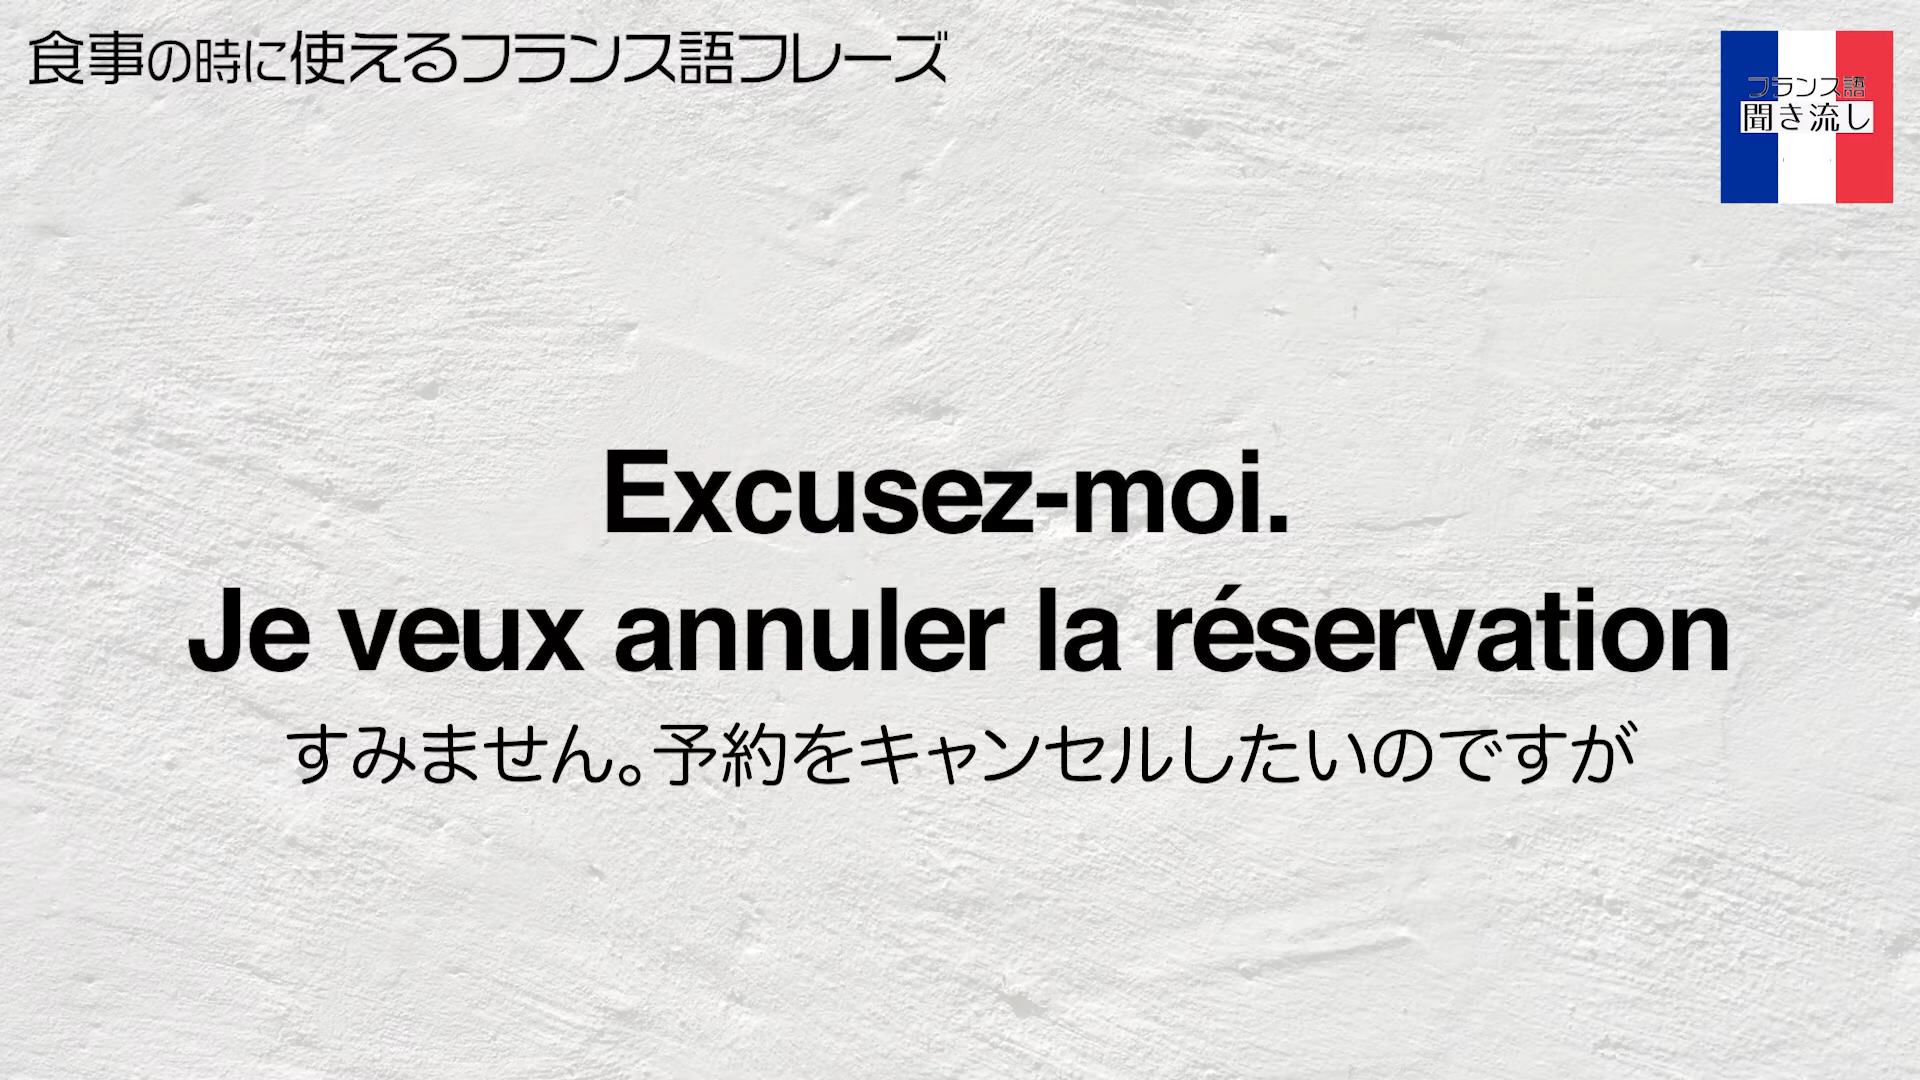 食事の時に使えるフランス語フレーズ
フランス語
聞き流し
Excusez-moi.
Je veux annuler la réservation
すみません。予約をキャンセルしたいのですが